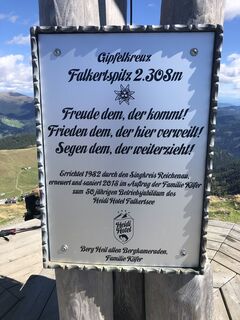 Gipfelkreuz
Falkertspitz 2.308m
Freude dem, der kommt!
Frieden dem, der hier verweilt!
Segen dem, der weiterzieht!
Errichtet 1982 durch den Singkreis Reichenau,
erneuert und saniert 2018 im Auftrag der Familie Köfer
zum 50 jährigen Betriebsjubiläum des
Heidi Hotel Falkertsee
Heidi
Hotel
Berg Heil allen Bergkameraden,
Familie Köfer